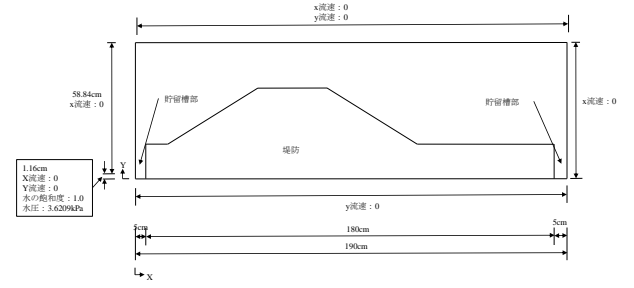 x流速：0
y流速：0
58.84cm
x流速：0
貯留槽部
貯留槽部
x流速：0
堤防
1.16cm
X流速：0
Y流速：0
水の飽和度：1.0
水圧：3.6209kPa
Y
y流速：0
5cm
180cm
5cm
190cm
X